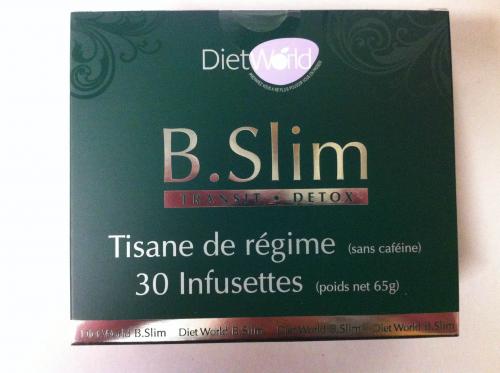 DietWorld
B.Slim
TRANSIT • DETOX
Tisane de régime (sans caféine)
30 Infusettes (poids net 65g)
Diet World B.Slim Diet World B.Slim Diet World B.Slim Diet World B.Slim